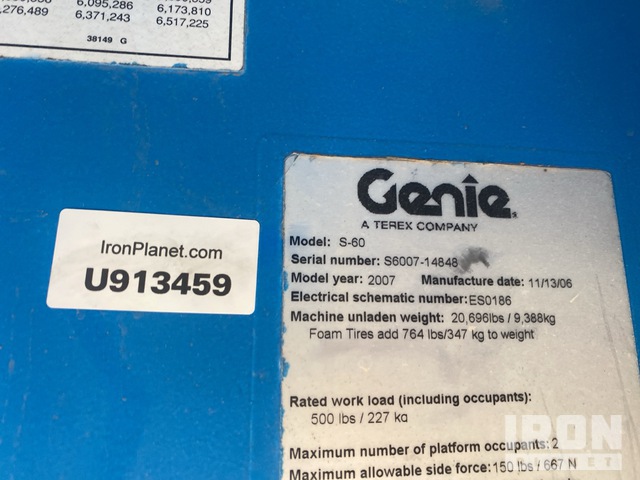 6,095,286
6,173,810
,276,489
6,371,243
6,517,225
38149 G
IronPlanet.com
U913459
Genie
A TEREX COMPANY
Model: S-60
Serial number: S6007-14848
Model year: 2007 Manufacture date: 11/13/06
Electrical schematic number: ES0186
Machine unladen weight: 20,696lbs / 9,388kg
Foam Tires add 764 lbs/347 kg to weight
Rated work load (including occupants):
500 lbs / 227 kg
Maximum number of platform occupants: 2
Maximum allowable side force: 150 lbs / 667 N
IRON
MARKET